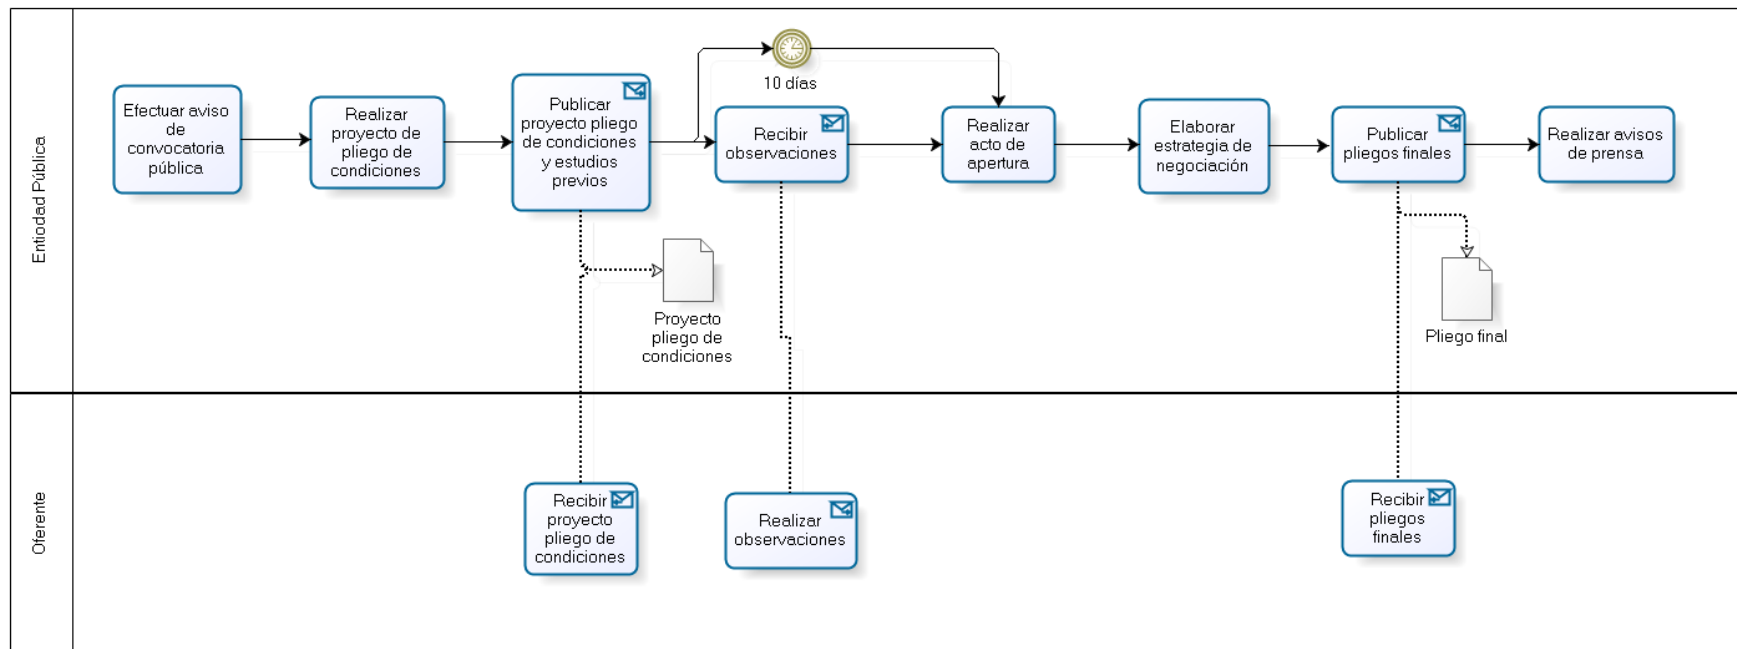 Entiodad Pública
Efectuar aviso
de
convocatoria
pública
Realizar
proyecto de
pliego de
condiciones
Publicar
proyecto pliego
de condiciones
y estudios
previos
10 días
Recibir
observaciones
Realizar
acto de
apertura
Elaborar
estrategia de
negociación
Publicar
pliegos finales
Realizar avisos
de prensa
Proyecto
pliego de
condiciones
Pliego final
Oferente
Recibir
proyecto
pliego de
condiciones
Realizar
observaciones
Recibir
pliegos
finales